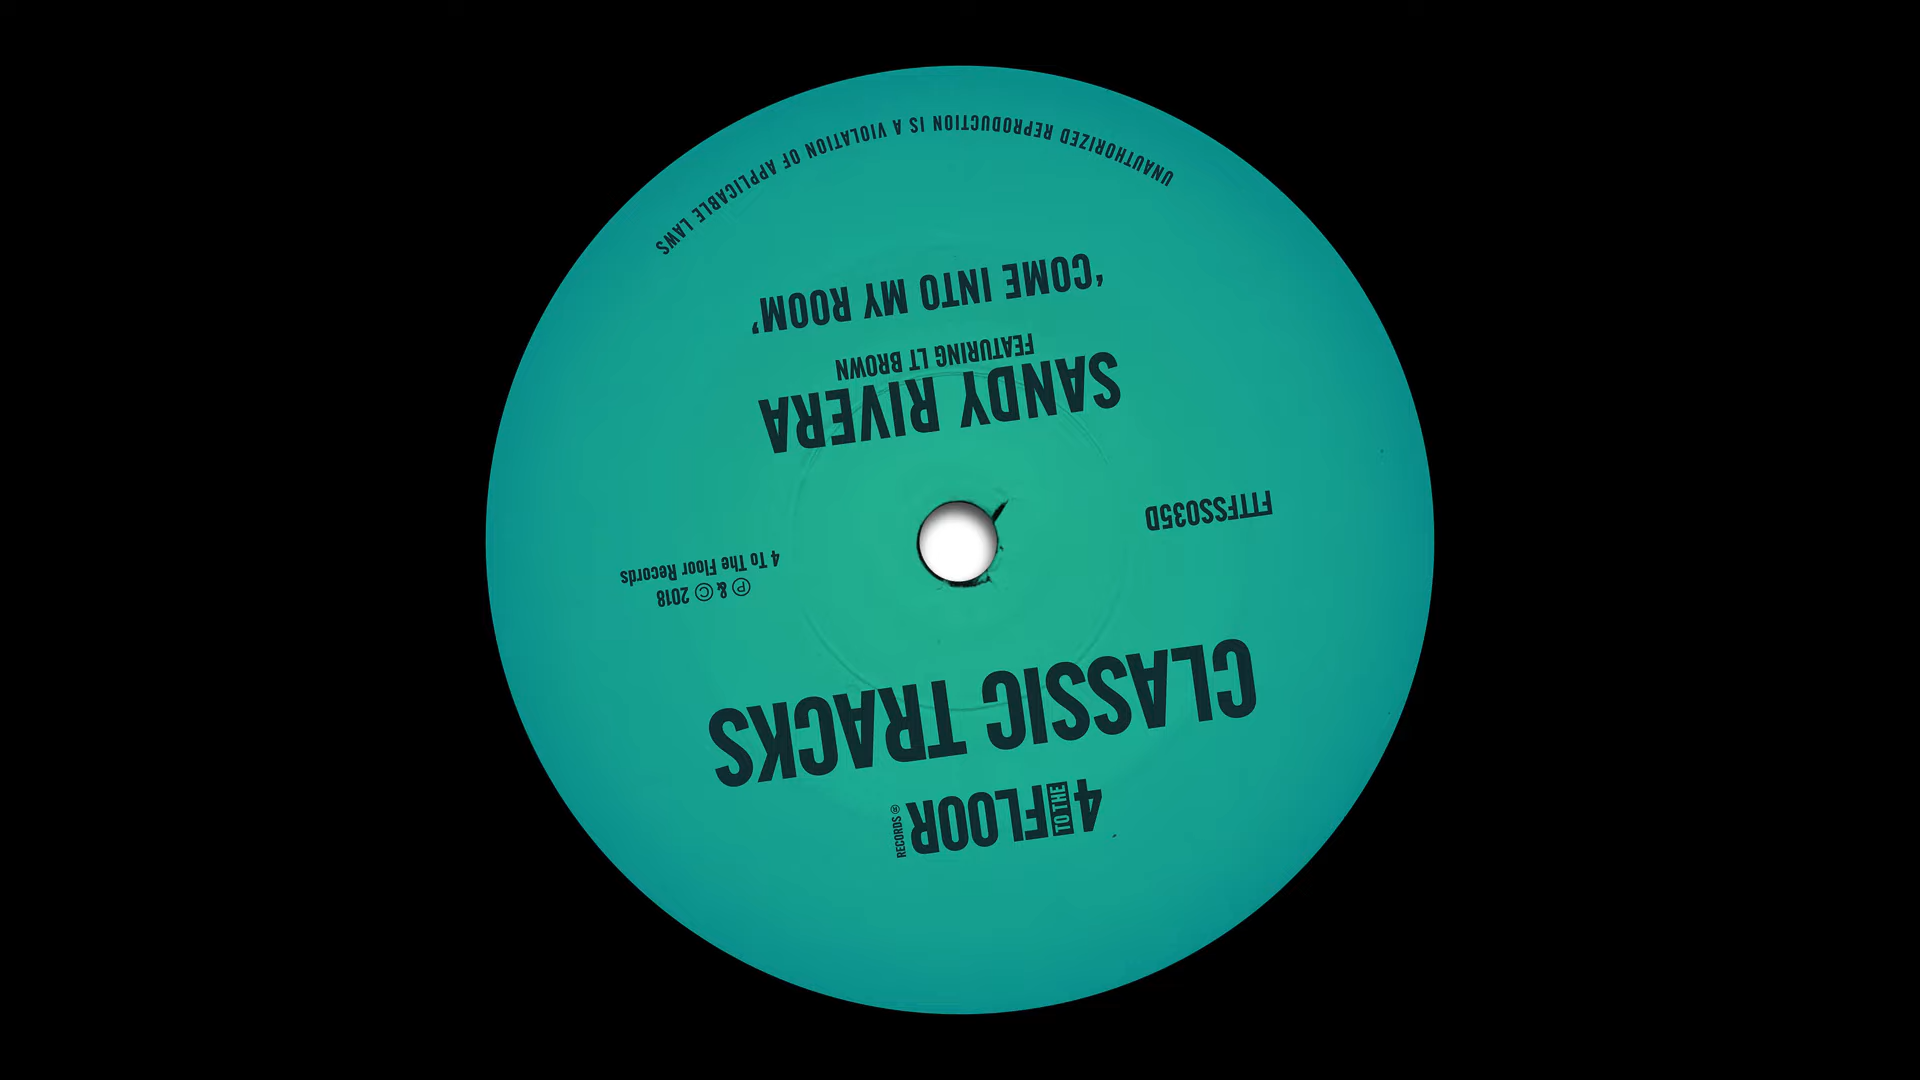 4 TO THE FLOOR RECORDS ®
CLASSIC TRACKS
FTTFSS035D
Ⓟ & © 2018
4 To The Floor Records
SANDY RIVERA
FEATURING LT BROWN
‘COME INTO MY ROOM’
UNAUTHORIZED REPRODUCTION IS A VIOLATION OF APPLICABLE LAWS